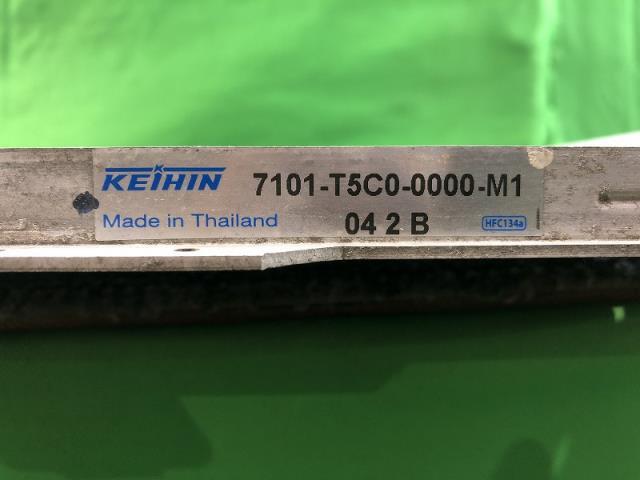 KEIHIN 7101-T5C0-0000-M1
Made in Thailand 04 2 B HFC134a